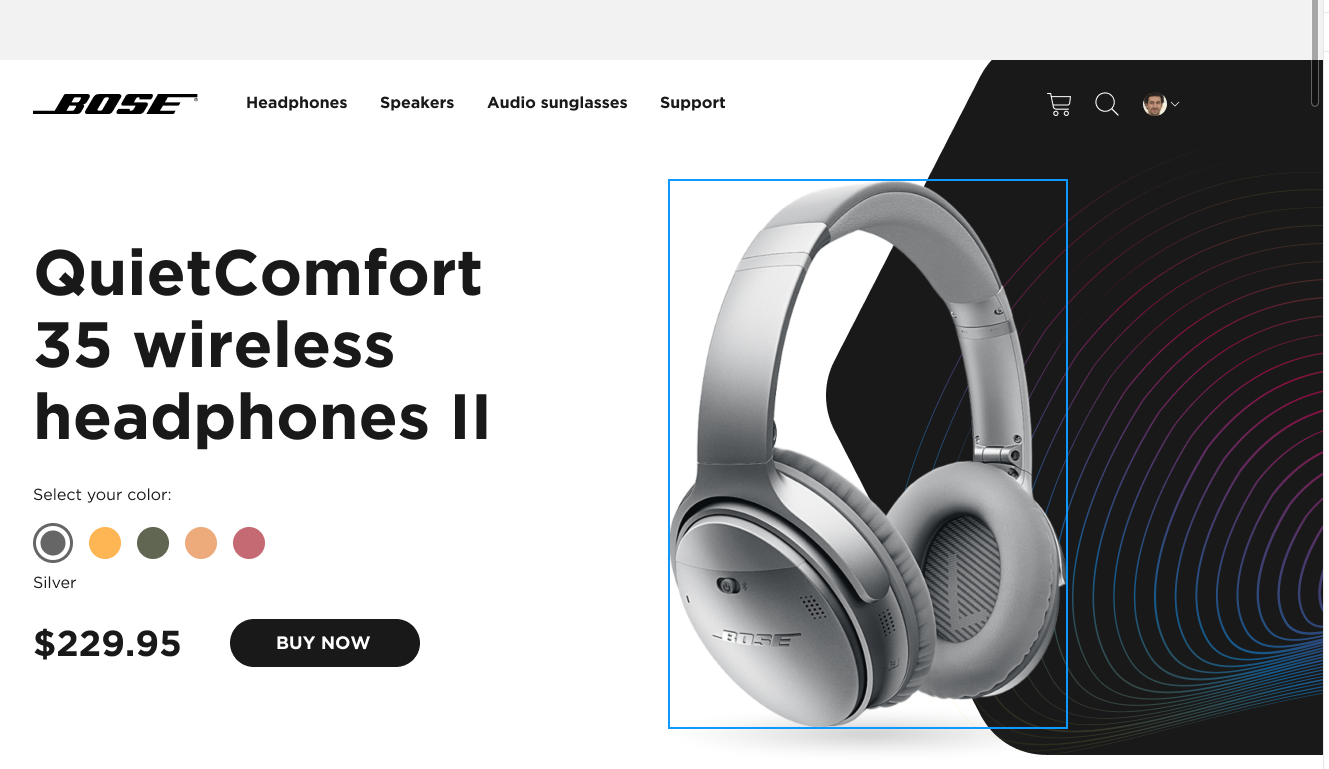 BOSE
Headphones
Speakers
Audio sunglasses
Support
QuietComfort
35 wireless
headphones II
Select your color:
Silver
$229.95
BUY NOW
BOSE
L